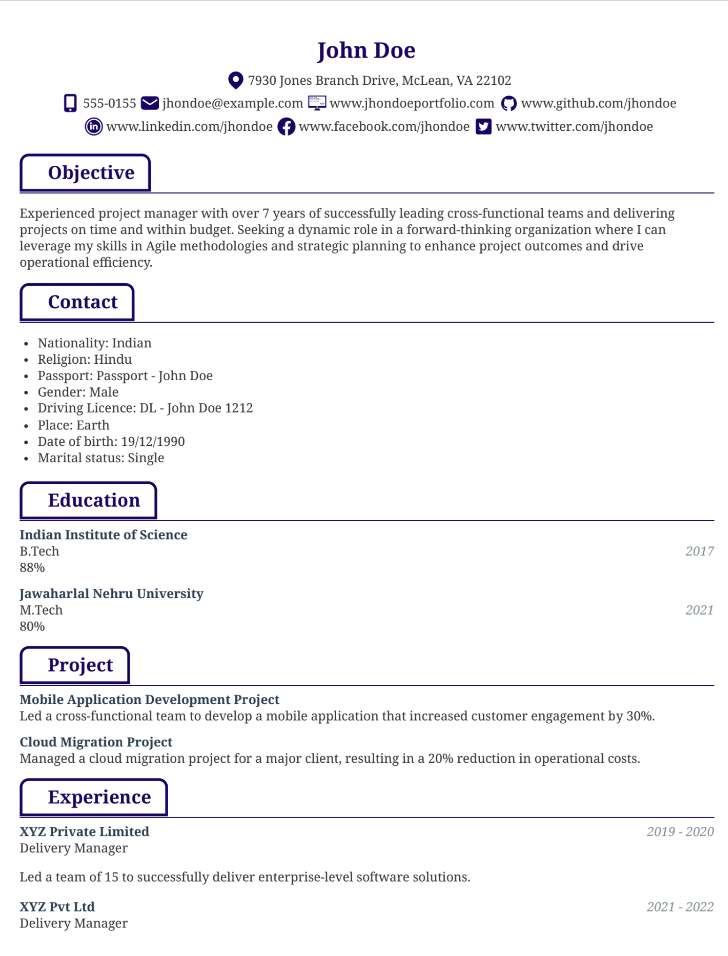 John Doe
7930 Jones Branch Drive, McLean, VA 22102
555-0155 jhondoe@example.com www.jhondoeportfolio.com www.github.com/jhondoe
www.linkedin.com/jhondoe www.facebook.com/jhondoe www.twitter.com/jhondoe
Objective
Experienced project manager with over 7 years of successfully leading cross-functional teams and delivering
projects on time and within budget. Seeking a dynamic role in a forward-thinking organization where I can
leverage my skills in Agile methodologies and strategic planning to enhance project outcomes and drive
operational efficiency.
Contact
• Nationality: Indian
• Religion: Hindu
• Passport: Passport - John Doe
• Gender: Male
• Driving Licence: DL - John Doe 1212
• Place: Earth
• Date of birth: 19/12/1990
• Marital status: Single
Education
Indian Institute of Science
B.Tech 2017
88%
Jawaharlal Nehru University
M.Tech 2021
80%
Project
Mobile Application Development Project
Led a cross-functional team to develop a mobile application that increased customer engagement by 30%.
Cloud Migration Project
Managed a cloud migration project for a major client, resulting in a 20% reduction in operational costs.
Experience
XYZ Private Limited 2019 - 2020
Delivery Manager
Led a team of 15 to successfully deliver enterprise-level software solutions.
XYZ Pvt Ltd 2021 - 2022
Delivery Manager